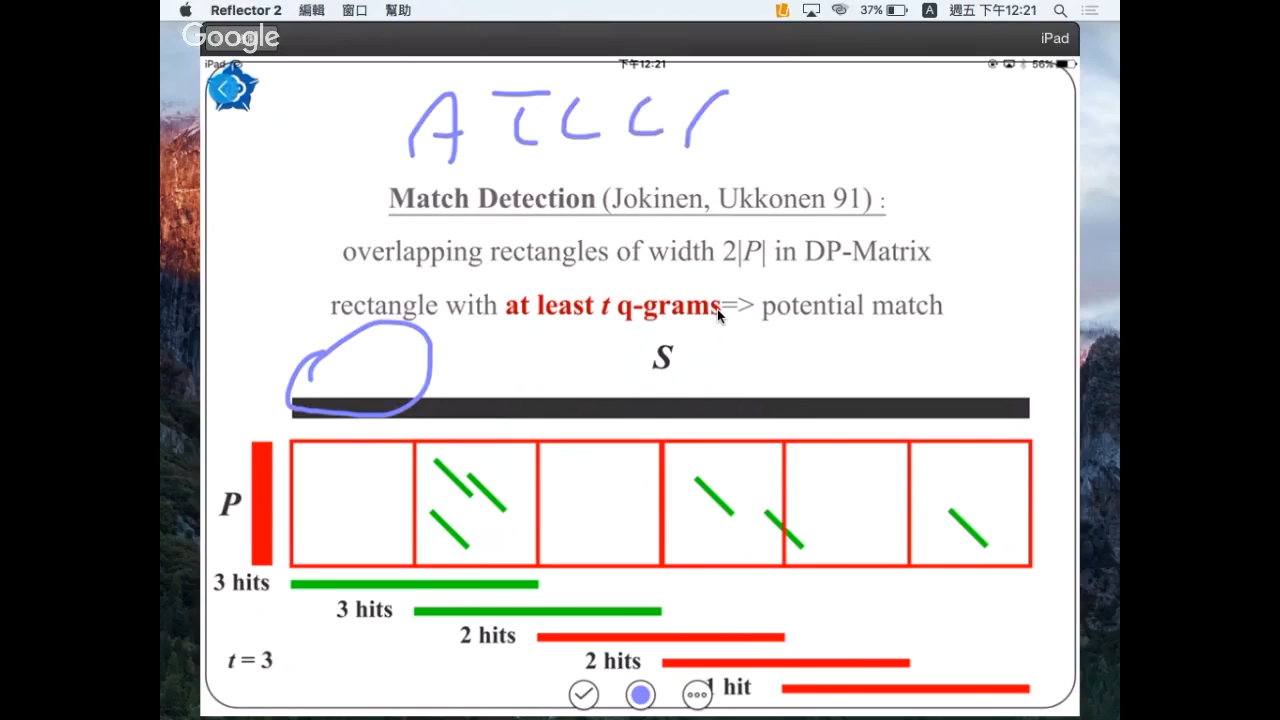 Reflector 2 編輯 窗口 幫助 37% A 週五 下午12:21
Google
iPad
iPad 下午12:21 56%
Match Detection (Jokinen, Ukkonen 91) :
overlapping rectangles of width 2|P| in DP-Matrix
rectangle with at least t q-grams=> potential match
S
P
3 hits
3 hits
2 hits
t = 3
2 hits
1 hit